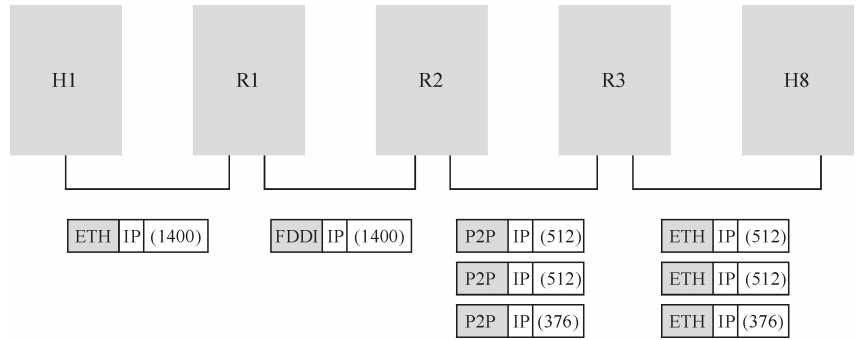 H1 R1 R2 R3 H8
ETH IP (1400) FDDI IP (1400) P2P IP (512) ETH IP (512)
P2P IP (512) ETH IP (512)
P2P IP (376) ETH IP (376)